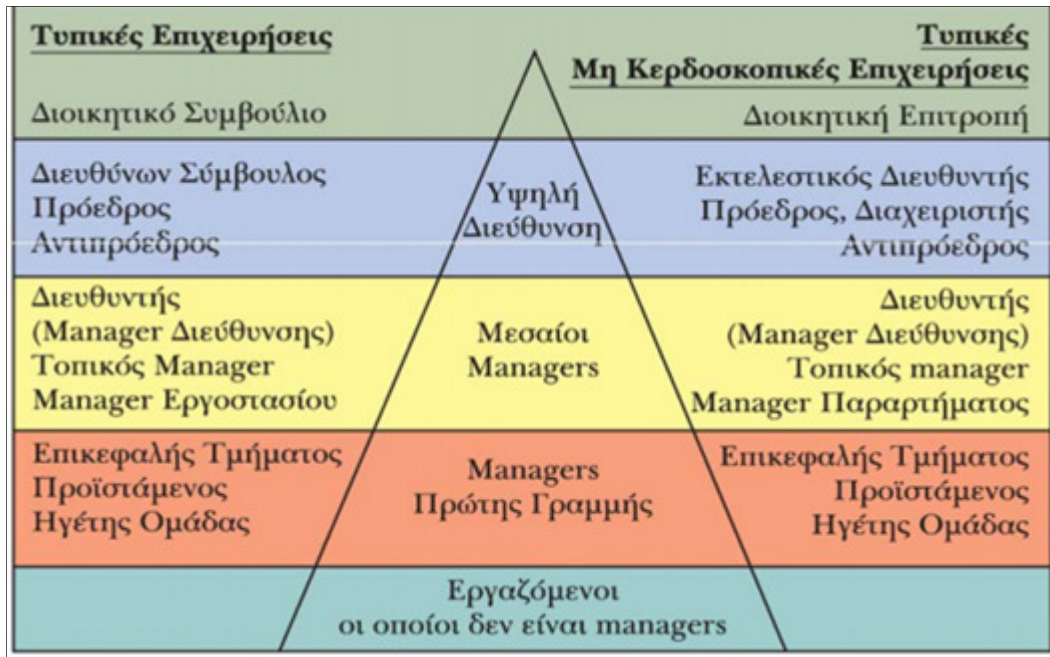 Τυπικές Επιχειρήσεις
Τυπικές
Μη Κερδοσκοπικές Επιχειρήσεις
Διοικητικό Συμβούλιο
Διοικητική Επιτροπή
Διευθύνων Σύμβουλος
Πρόεδρος
Αντιπρόεδρος
Υψηλή
Διεύθυνση
Εκτελεστικός Διευθυντής
Πρόεδρος, Διαχειριστής
Αντιπρόεδρος
Διευθυντής
(Manager Διεύθυνσης)
Τοπικός Manager
Manager Εργοστασίου
Μεσαίοι
Managers
Διευθυντής
(Manager Διεύθυνσης)
Τοπικός manager
Manager Παραρτήματος
Επικεφαλής Τμήματος
Προϊστάμενος
Ηγέτης Ομάδας
Managers
Πρώτης Γραμμής
Επικεφαλής Τμήματος
Προϊστάμενος
Ηγέτης Ομάδας
Εργαζόμενοι
οι οποίοι δεν είναι managers